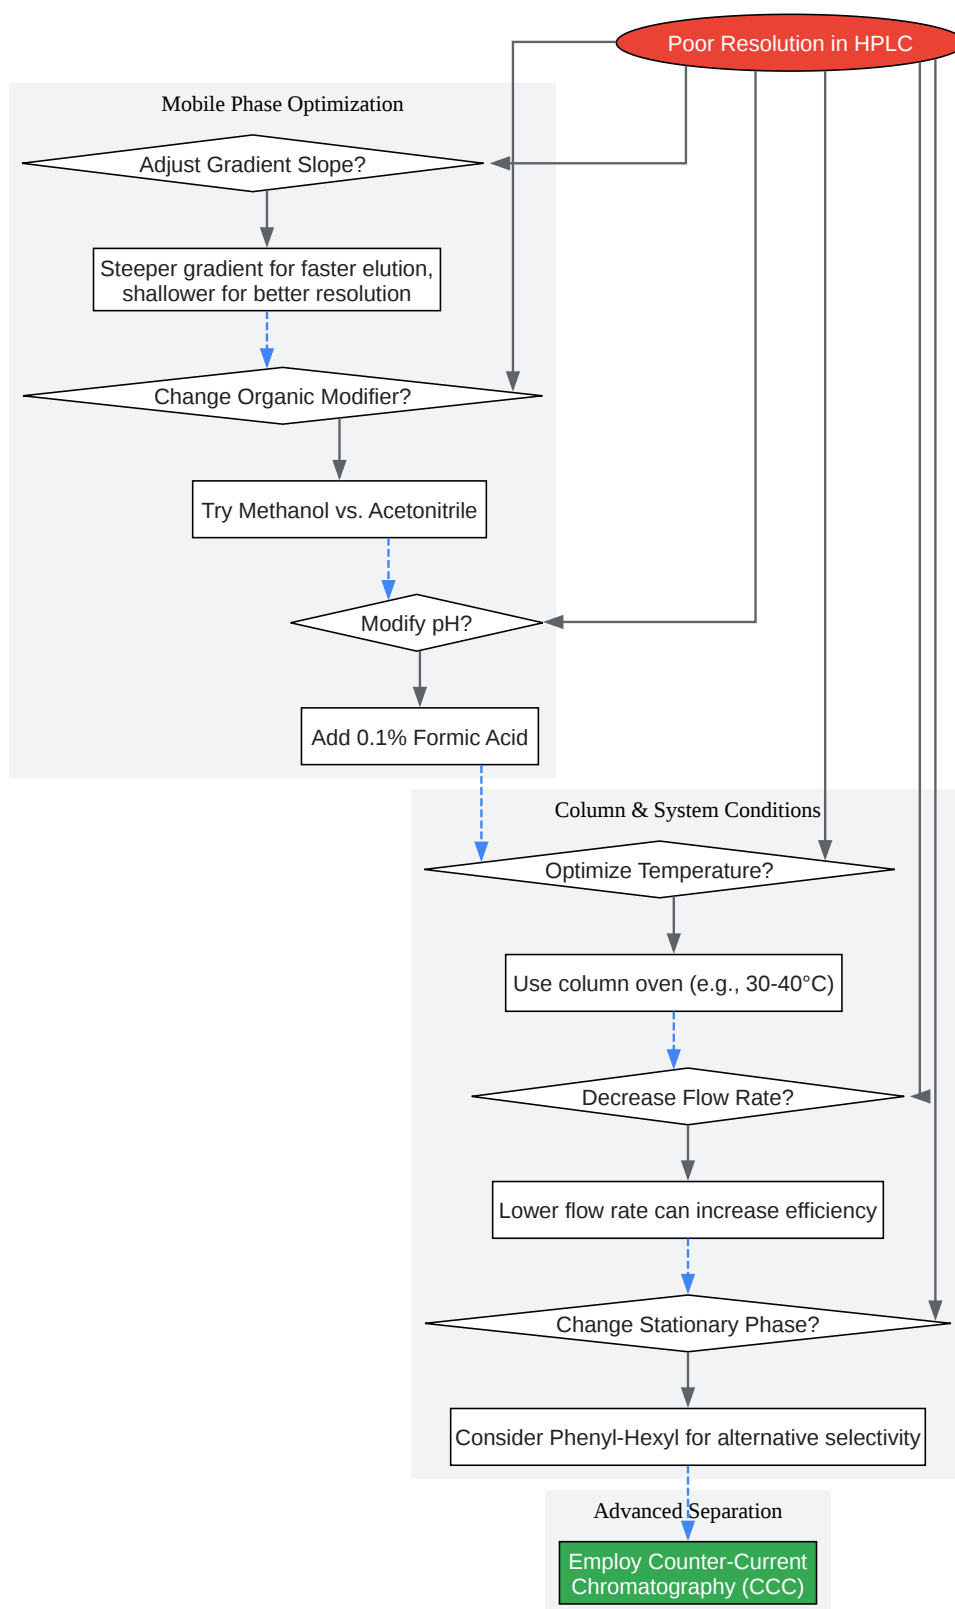 Poor Resolution in HPLC
Mobile Phase Optimization
Adjust Gradient Slope?
Steeper gradient for faster elution,
shallower for better resolution
Change Organic Modifier?
Try Methanol vs. Acetonitrile
Modify pH?
Add 0.1% Formic Acid
Column & System Conditions
Optimize Temperature?
Use column oven (e.g., 30-40°C)
Decrease Flow Rate?
Lower flow rate can increase efficiency
Change Stationary Phase?
Consider Phenyl-Hexyl for alternative selectivity
Advanced Separation
Employ Counter-Current
Chromatography (CCC)